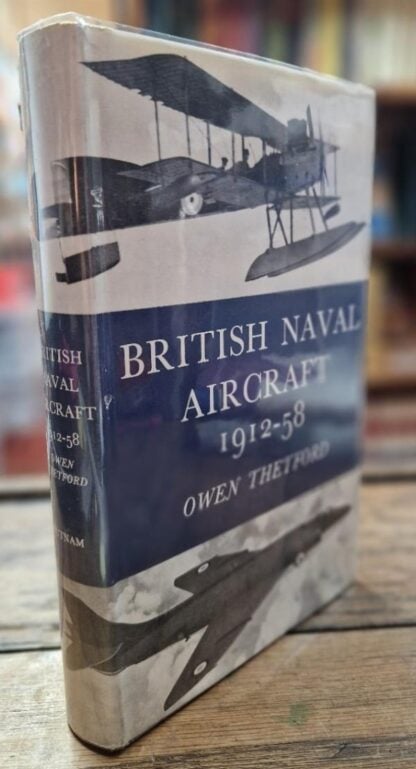 BRITISH NAVAL
AIRCRAFT
1912-58
OWEN THETFORD
BRITISH
NAVAL
AIRCRAFT
1912-58
OWEN
THETFORD
PUTNAM